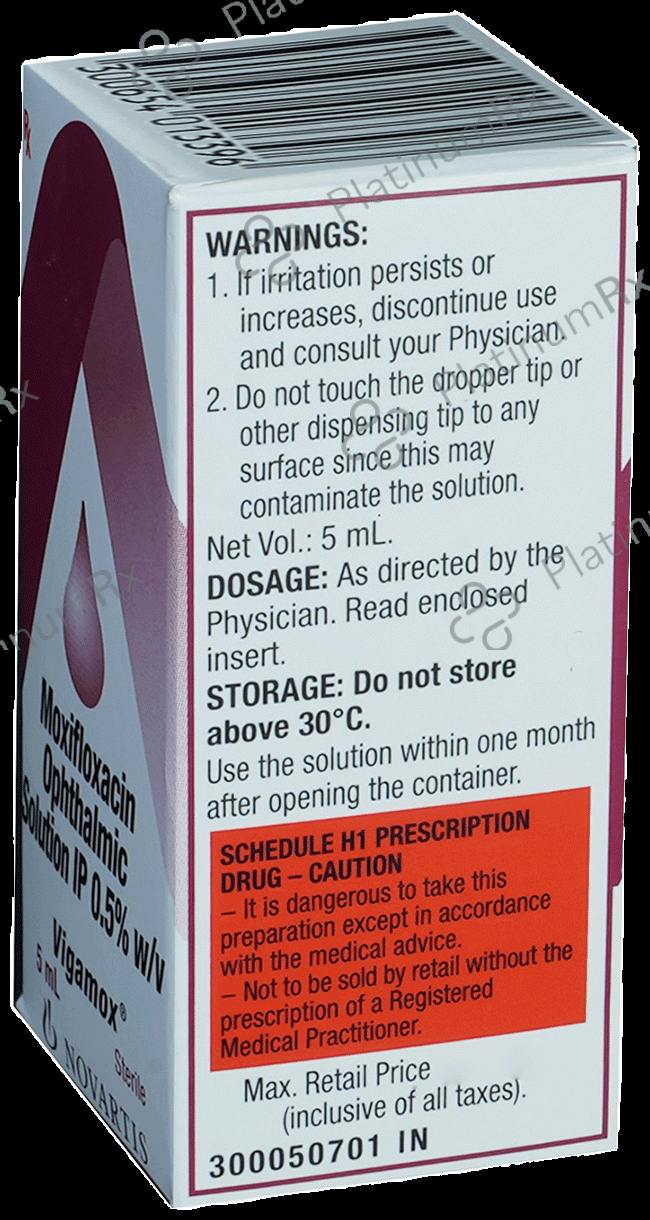 300654 013396
WARNINGS:
1. If irritation persists or
increases, discontinue use
and consult your Physician.
2. Do not touch the dropper tip or
other dispensing tip to any
surface since this may
contaminate the solution.
Net Vol.: 5 mL.
DOSAGE: As directed by the
Physician. Read enclosed
insert.
STORAGE: Do not store
above 30°C.
Use the solution within one month
after opening the container.
SCHEDULE H1 PRESCRIPTION
DRUG – CAUTION
– It is dangerous to take this
preparation except in accordance
with the medical advice.
– Not to be sold by retail without the
prescription of a Registered
Medical Practitioner.
Max. Retail Price
(inclusive of all taxes).
300050701 IN
Rx
Moxifloxacin
Ophthalmic
Solution IP 0.5% w/v
Vigamox®
5 mL
Sterile
NOVARTIS
PlatinumRx
PlatinumRx
PlatinumRx
PlatinumRx